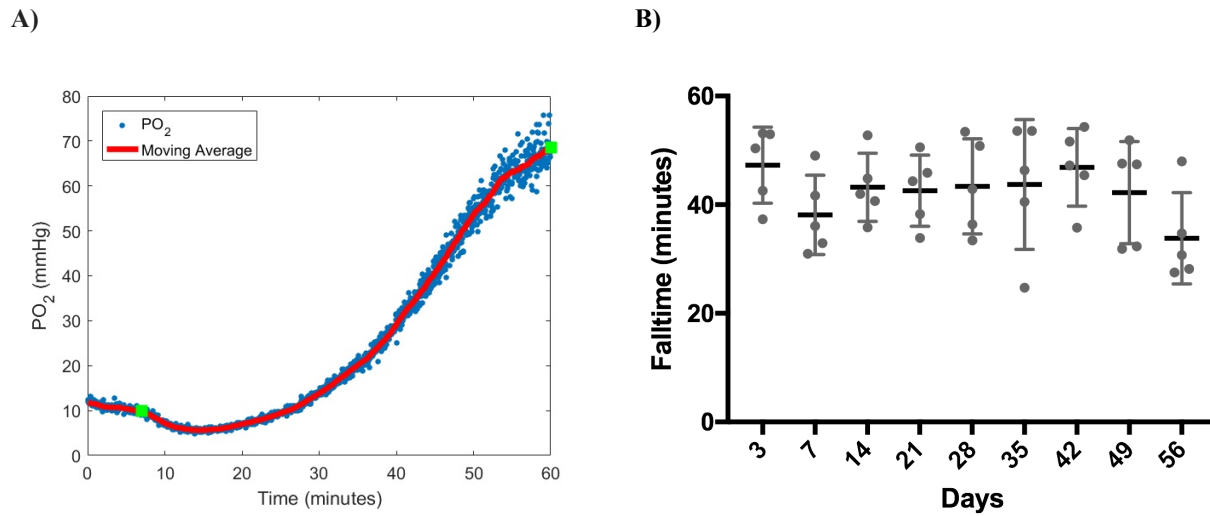 A)
80
70
60
50
40
30
20
10
0
PO2 (mmHg)
PO2
Moving Average
0 10 20 30 40 50 60
Time (minutes)
B)
60
40
20
0
Falltime (minutes)
3 7 14 21 28 35 42 49 56
Days